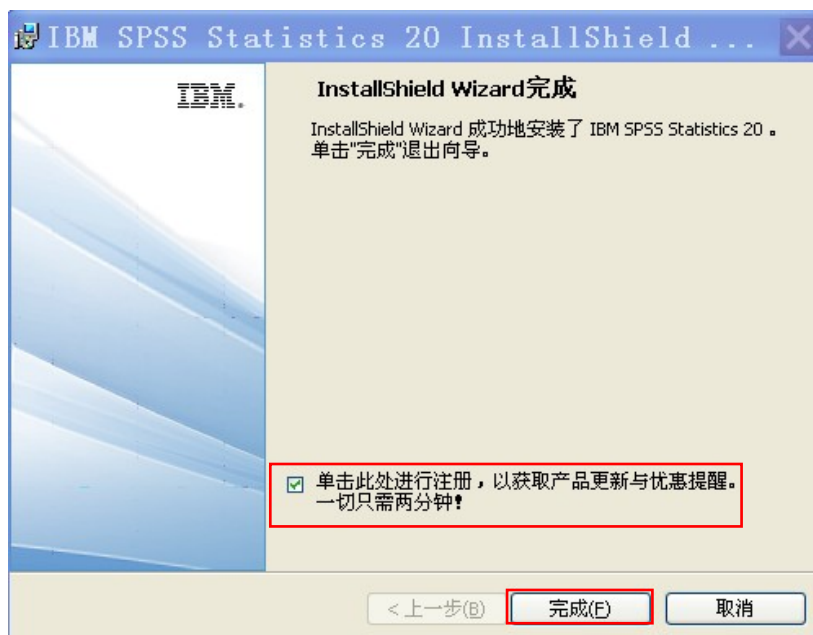 IBM SPSS Statistics 20 InstallShield ...
IBM.
InstallShield Wizard完成
InstallShield Wizard 成功地安装了 IBM SPSS Statistics 20 。
单击"完成"退出向导。
单击此处进行注册，以获取产品更新与优惠提醒。
一切只需两分钟！
<上一步(B)
完成(F)
取消